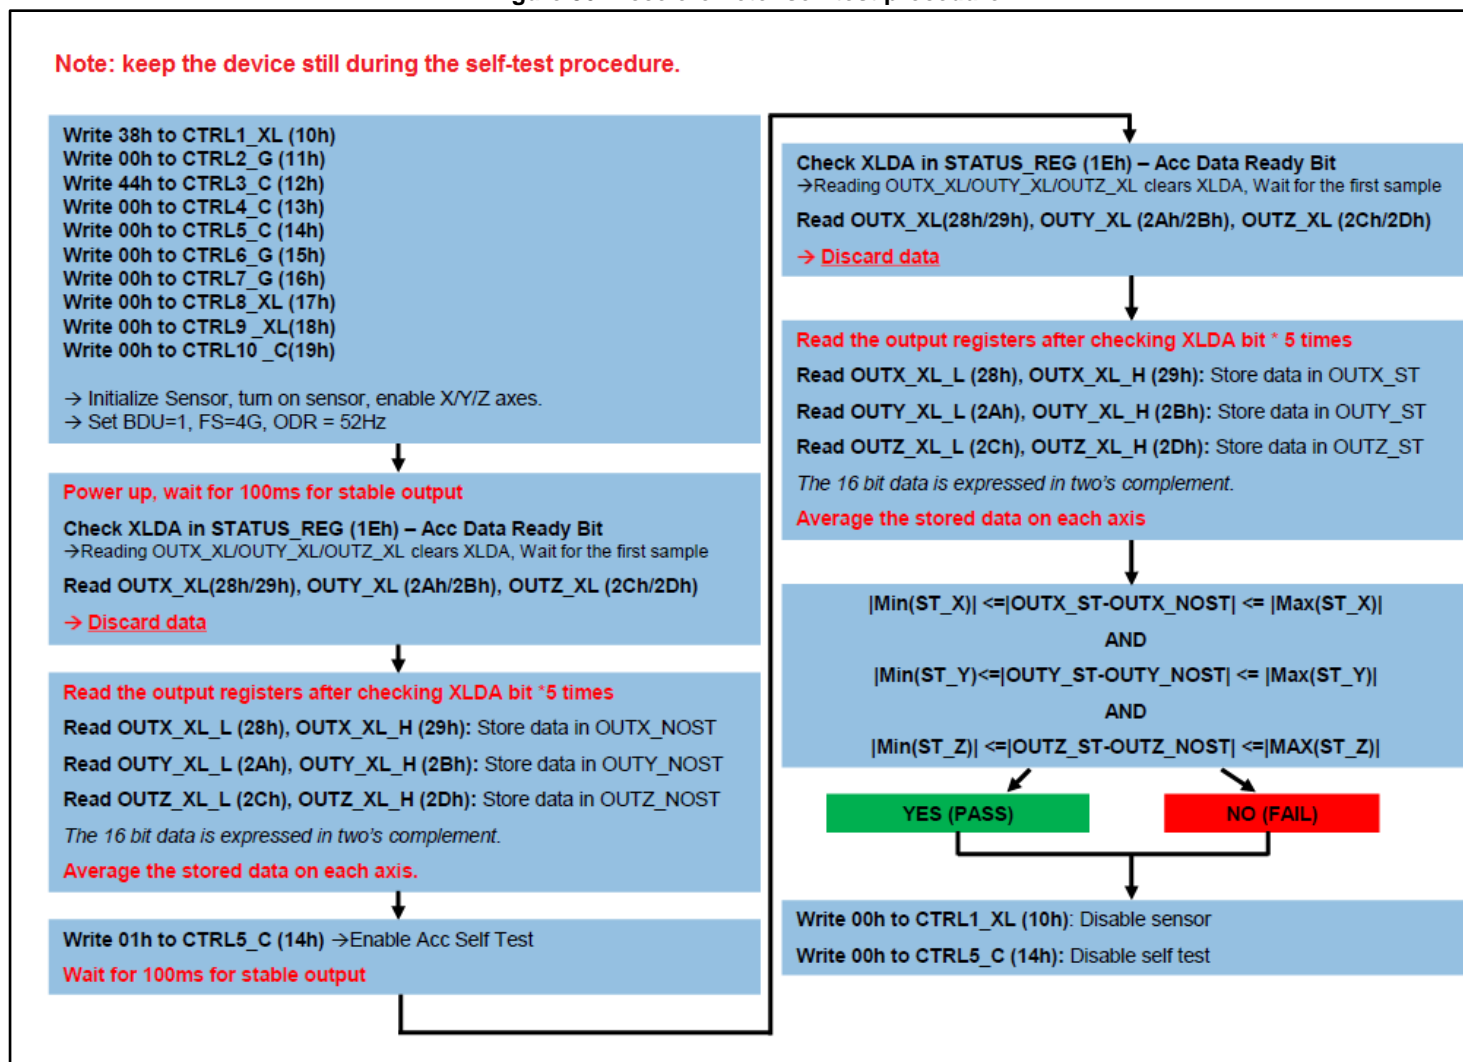 Note: keep the device still during the self-test procedure.
Write 38h to CTRL1_XL (10h)
Write 00h to CTRL2_G (11h)
Write 44h to CTRL3_C (12h)
Write 00h to CTRL4_C (13h)
Write 00h to CTRL5_C (14h)
Write 00h to CTRL6_G (15h)
Write 00h to CTRL7_G (16h)
Write 00h to CTRL8_XL (17h)
Write 00h to CTRL9 _XL(18h)
Write 00h to CTRL10 _C(19h)
→ Initialize Sensor, turn on sensor, enable X/Y/Z axes.
→ Set BDU=1, FS=4G, ODR = 52Hz
Power up, wait for 100ms for stable output
Check XLDA in STATUS_REG (1Eh) – Acc Data Ready Bit
→Reading OUTX_XL/OUTY_XL/OUTZ_XL clears XLDA, Wait for the first sample
Read OUTX_XL(28h/29h), OUTY_XL (2Ah/2Bh), OUTZ_XL (2Ch/2Dh)
→ Discard data
Read the output registers after checking XLDA bit *5 times
Read OUTX_XL_L (28h), OUTX_XL_H (29h): Store data in OUTX_NOST
Read OUTY_XL_L (2Ah), OUTY_XL_H (2Bh): Store data in OUTY_NOST
Read OUTZ_XL_L (2Ch), OUTZ_XL_H (2Dh): Store data in OUTZ_NOST
The 16 bit data is expressed in two's complement.
Average the stored data on each axis.
Write 01h to CTRL5_C (14h) →Enable Acc Self Test
Wait for 100ms for stable output
Check XLDA in STATUS_REG (1Eh) – Acc Data Ready Bit
→Reading OUTX_XL/OUTY_XL/OUTZ_XL clears XLDA, Wait for the first sample
Read OUTX_XL(28h/29h), OUTY_XL (2Ah/2Bh), OUTZ_XL (2Ch/2Dh)
→ Discard data
Read the output registers after checking XLDA bit * 5 times
Read OUTX_XL_L (28h), OUTX_XL_H (29h): Store data in OUTX_ST
Read OUTY_XL_L (2Ah), OUTY_XL_H (2Bh): Store data in OUTY_ST
Read OUTZ_XL_L (2Ch), OUTZ_XL_H (2Dh): Store data in OUTZ_ST
The 16 bit data is expressed in two's complement.
Average the stored data on each axis
|Min(ST_X)| <=|OUTX_ST-OUTX_NOST| <= |Max(ST_X)|
AND
|Min(ST_Y)<=|OUTY_ST-OUTY_NOST| <= |Max(ST_Y)|
AND
|Min(ST_Z)| <=|OUTZ_ST-OUTZ_NOST| <=|MAX(ST_Z)|
YES (PASS)
NO (FAIL)
Write 00h to CTRL1_XL (10h): Disable sensor
Write 00h to CTRL5_C (14h): Disable self test